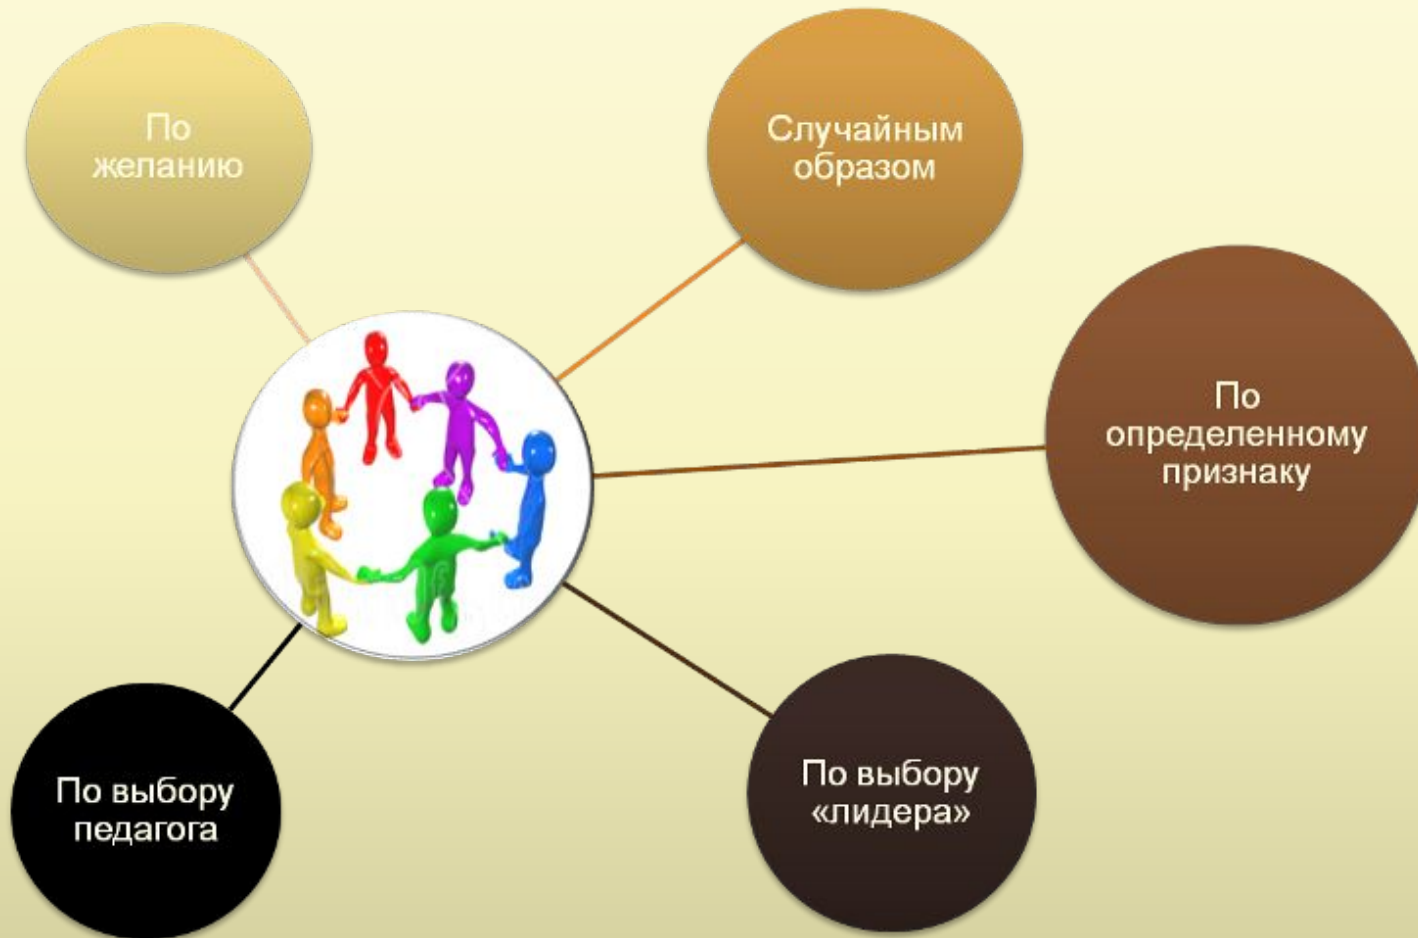 По
желанию
Случайным
образом
По
определенному
признаку
По выбору
«лидера»
По выбору
педагога